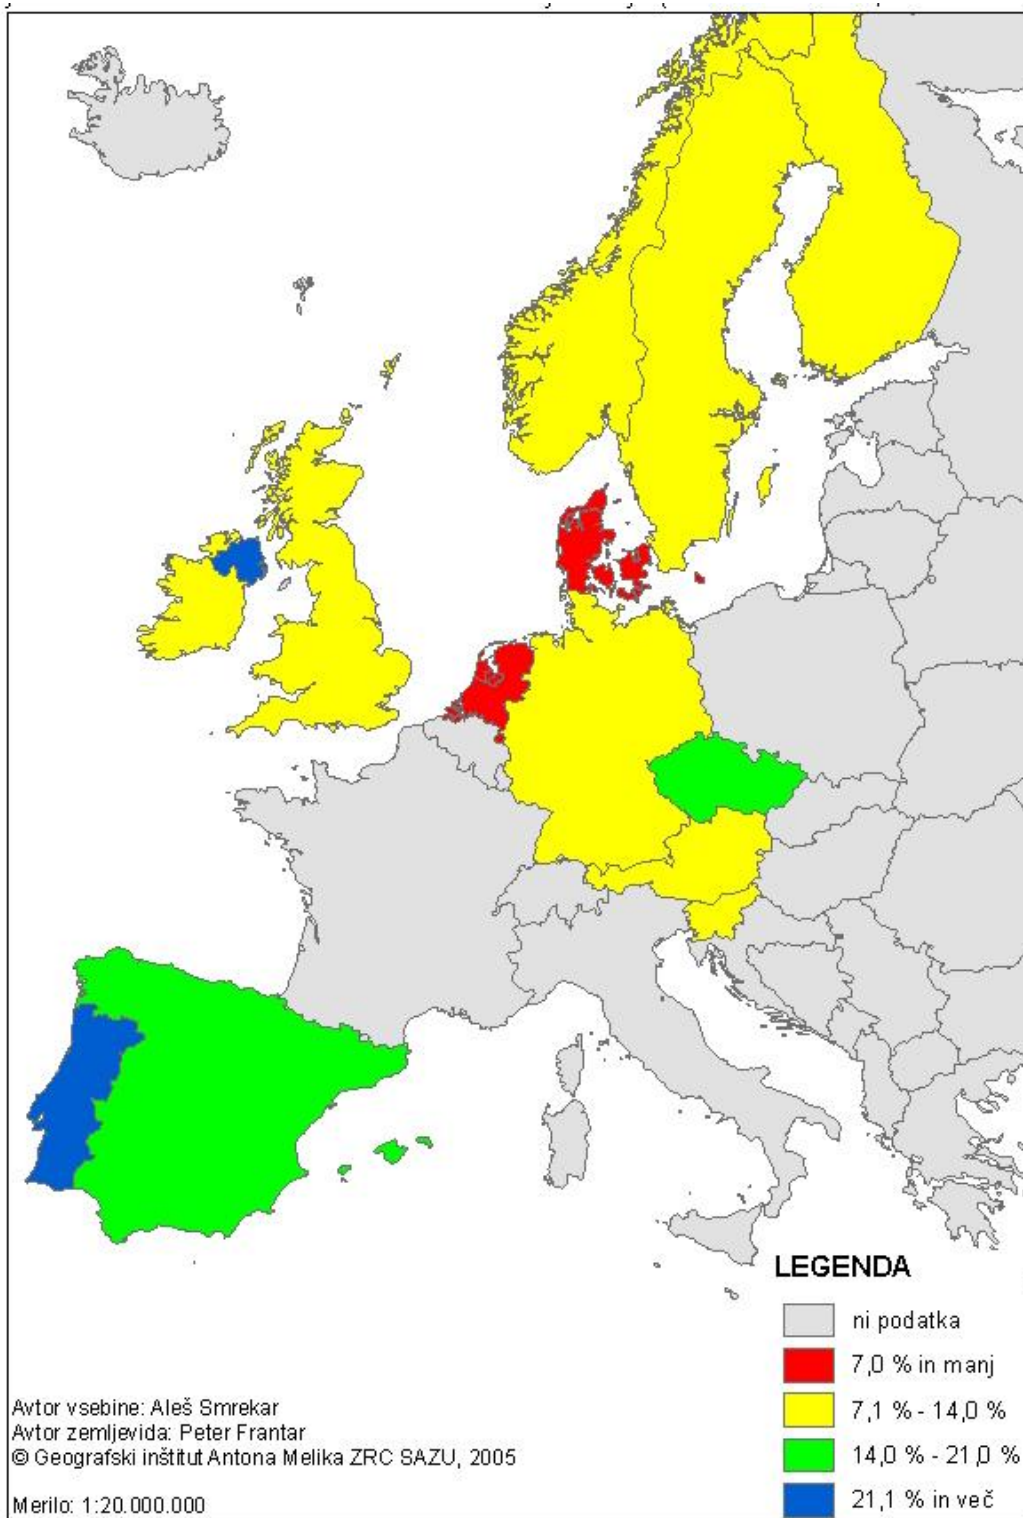 LEGENDA
ni podatka
7,0 % in manj
7,1 % - 14,0 %
14,0 % - 21,0 %
21,1 % in več
Avtor vsebine: Aleš Smrekar
Avtor zemljevida: Peter Frantar
© Geografski inštitut Antona Melika ZRC SAZU, 2005
Merilo: 1:20.000.000